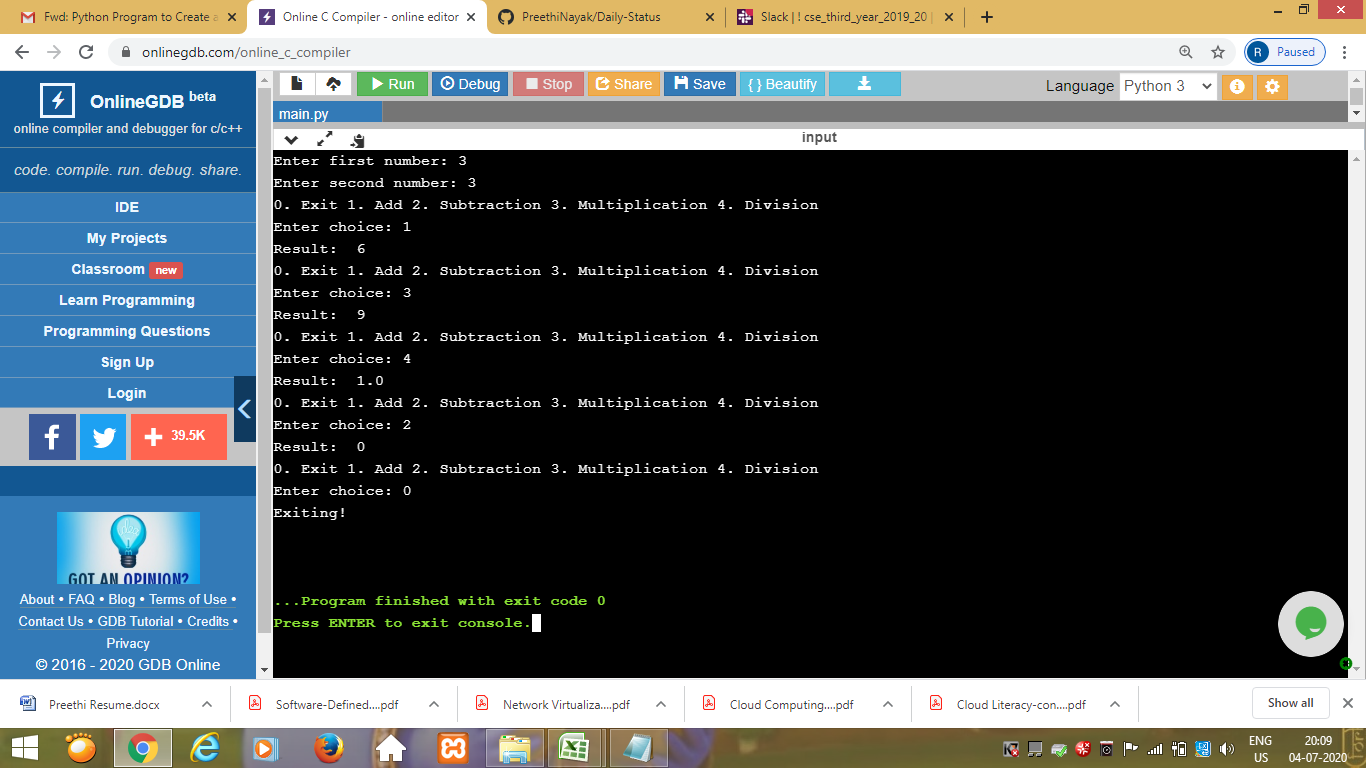 Fwd: Python Program to Create a
Online C Compiler - online editor
PreethiNayak/Daily-Status
Slack | ! cse_third_year_2019_20 |
onlinegdb.com/online_c_compiler
R Paused
OnlineGDB beta
online compiler and debugger for c/c++
code. compile. run. debug. share.
IDE
My Projects
Classroom new
Learn Programming
Programming Questions
Sign Up
Login
39.5K
GOT AN OPINION?
About • FAQ • Blog • Terms of Use •
Contact Us • GDB Tutorial • Credits •
Privacy
© 2016 - 2020 GDB Online
Run Debug Stop Share Save { } Beautify
Language Python 3
main.py
input
Enter first number: 3
Enter second number: 3
0. Exit 1. Add 2. Subtraction 3. Multiplication 4. Division
Enter choice: 1
Result:  6
0. Exit 1. Add 2. Subtraction 3. Multiplication 4. Division
Enter choice: 3
Result:  9
0. Exit 1. Add 2. Subtraction 3. Multiplication 4. Division
Enter choice: 4
Result:  1.0
0. Exit 1. Add 2. Subtraction 3. Multiplication 4. Division
Enter choice: 2
Result:  0
0. Exit 1. Add 2. Subtraction 3. Multiplication 4. Division
Enter choice: 0
Exiting!
...Program finished with exit code 0
Press ENTER to exit console.
Preethi Resume.docx
Software-Defined....pdf
Network Virtualiza....pdf
Cloud Computing....pdf
Cloud Literacy-con....pdf
Show all
ENG
US
20:09
04-07-2020